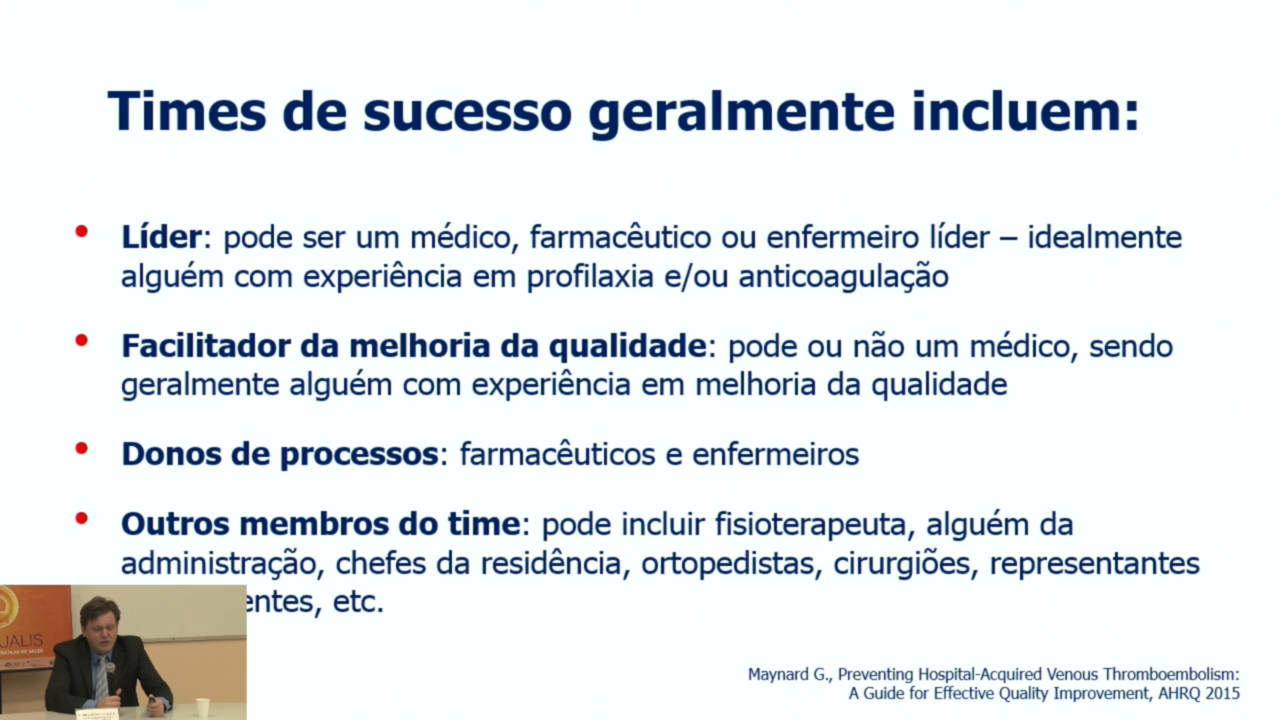 Times de sucesso geralmente incluem:
• Líder: pode ser um médico, farmacêutico ou enfermeiro líder – idealmente
alguém com experiência em profilaxia e/ou anticoagulação
• Facilitador da melhoria da qualidade: pode ou não um médico, sendo
geralmente alguém com experiência em melhoria da qualidade
• Donos de processos: farmacêuticos e enfermeiros
• Outros membros do time: pode incluir fisioterapeuta, alguém da
administração, chefes da residência, ortopedistas, cirurgiões, representantes
entes, etc.
UALIS
Maynard G., Preventing Hospital-Acquired Venous Thromboembolism:
A Guide for Effective Quality Improvement, AHRQ 2015